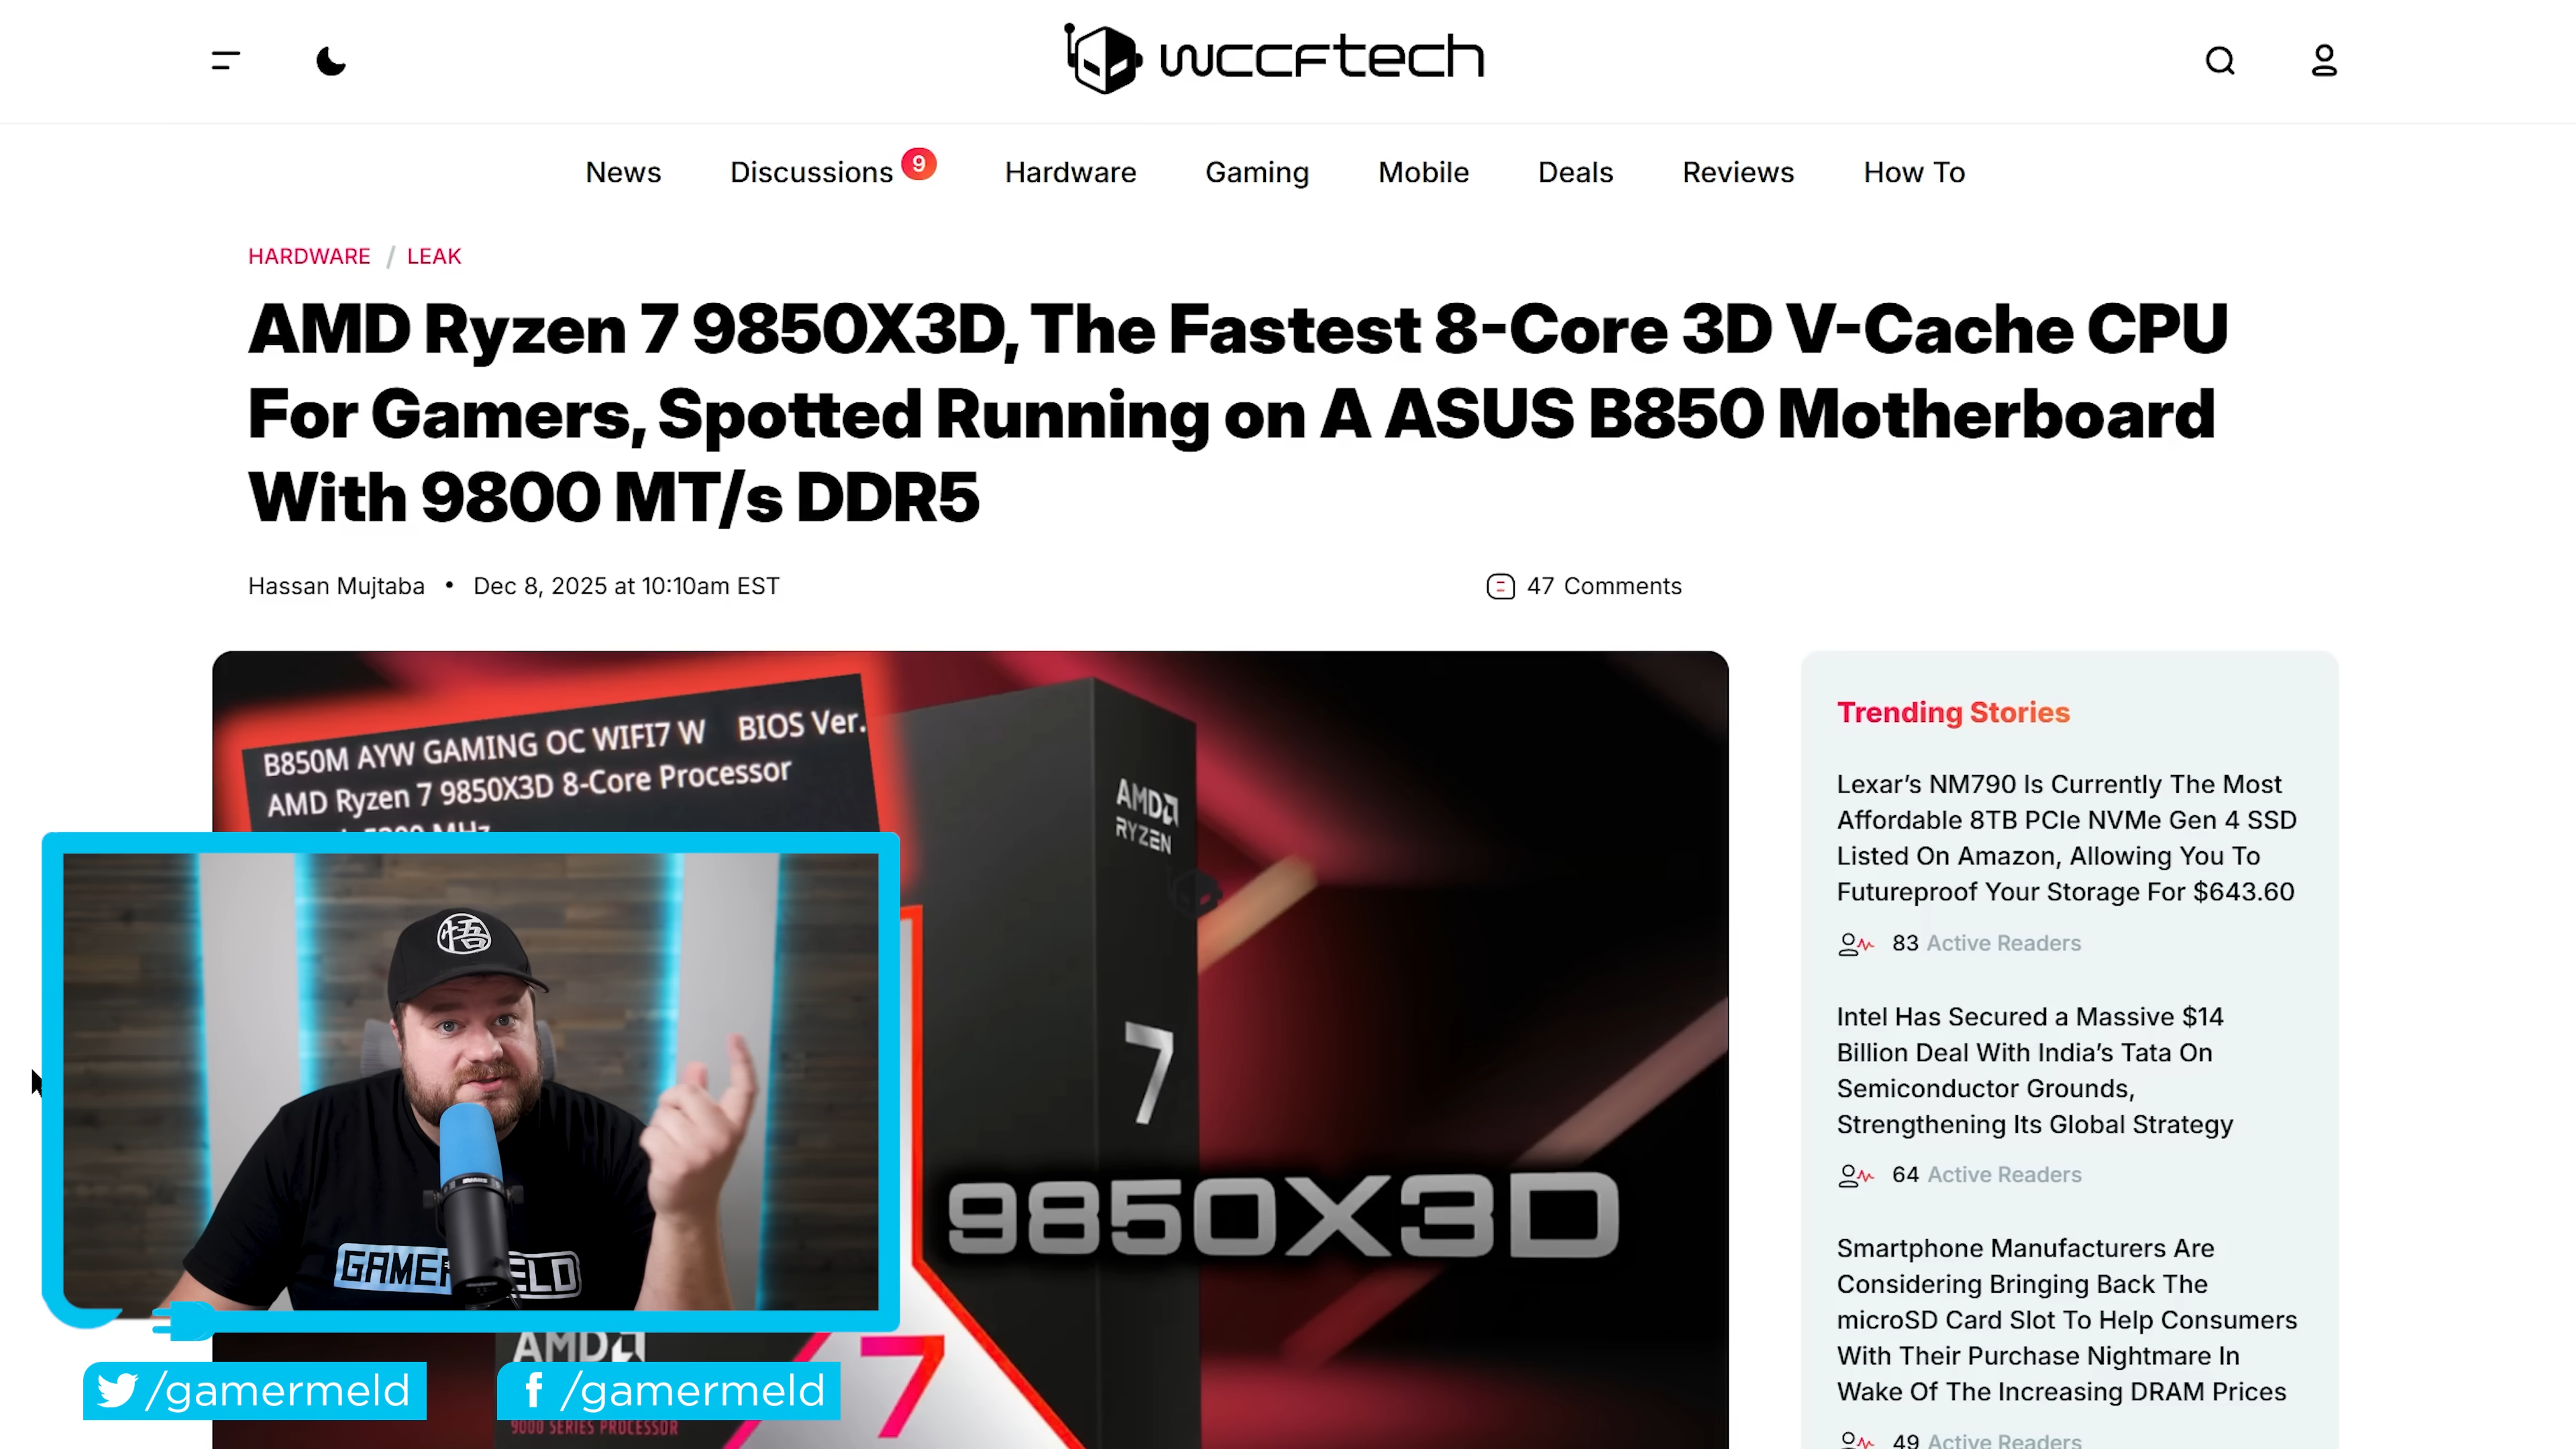 wccftech
News Discussions 9 Hardware Gaming Mobile Deals Reviews How To
HARDWARE / LEAK
AMD Ryzen 7 9850X3D, The Fastest 8-Core 3D V-Cache CPU
For Gamers, Spotted Running on A ASUS B850 Motherboard
With 9800 MT/s DDR5
Hassan Mujtaba • Dec 8, 2025 at 10:10am EST
47 Comments
B850M AYW GAMING OC WIFI7 W BIOS Ver.
AMD Ryzen 7 9850X3D 8-Core Processor
AMD
RYZEN
7
9850X3D
悟
GAMER ELD
AMD
7
9000 SERIES PROCESSOR
/gamermeld
f /gamermeld
Trending Stories
Lexar’s NM790 Is Currently The Most
Affordable 8TB PCIe NVMe Gen 4 SSD
Listed On Amazon, Allowing You To
Futureproof Your Storage For $643.60
83 Active Readers
Intel Has Secured a Massive $14
Billion Deal With India’s Tata On
Semiconductor Grounds,
Strengthening Its Global Strategy
64 Active Readers
Smartphone Manufacturers Are
Considering Bringing Back The
microSD Card Slot To Help Consumers
With Their Purchase Nightmare In
Wake Of The Increasing DRAM Prices
49 Active Readers